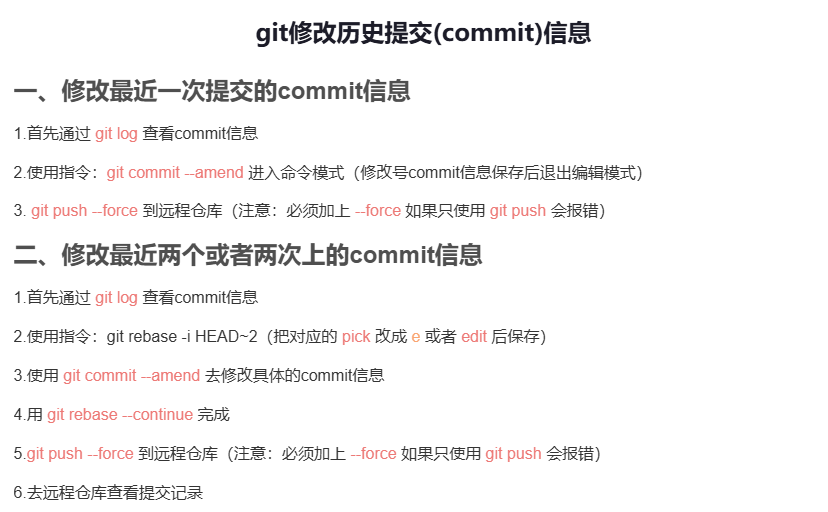 git修改历史提交(commit)信息
一、修改最近一次提交的commit信息
1.首先通过 git log 查看commit信息
2.使用指令：git commit --amend 进入命令模式（修改号commit信息保存后退出编辑模式）
3. git push --force 到远程仓库（注意：必须加上 --force 如果只使用 git push 会报错）
二、修改最近两个或者两次上的commit信息
1.首先通过 git log 查看commit信息
2.使用指令：git rebase -i HEAD~2（把对应的 pick 改成 e 或者 edit 后保存）
3.使用 git commit --amend 去修改具体的commit信息
4.用 git rebase --continue 完成
5.git push --force 到远程仓库（注意：必须加上 --force 如果只使用 git push 会报错）
6.去远程仓库查看提交记录